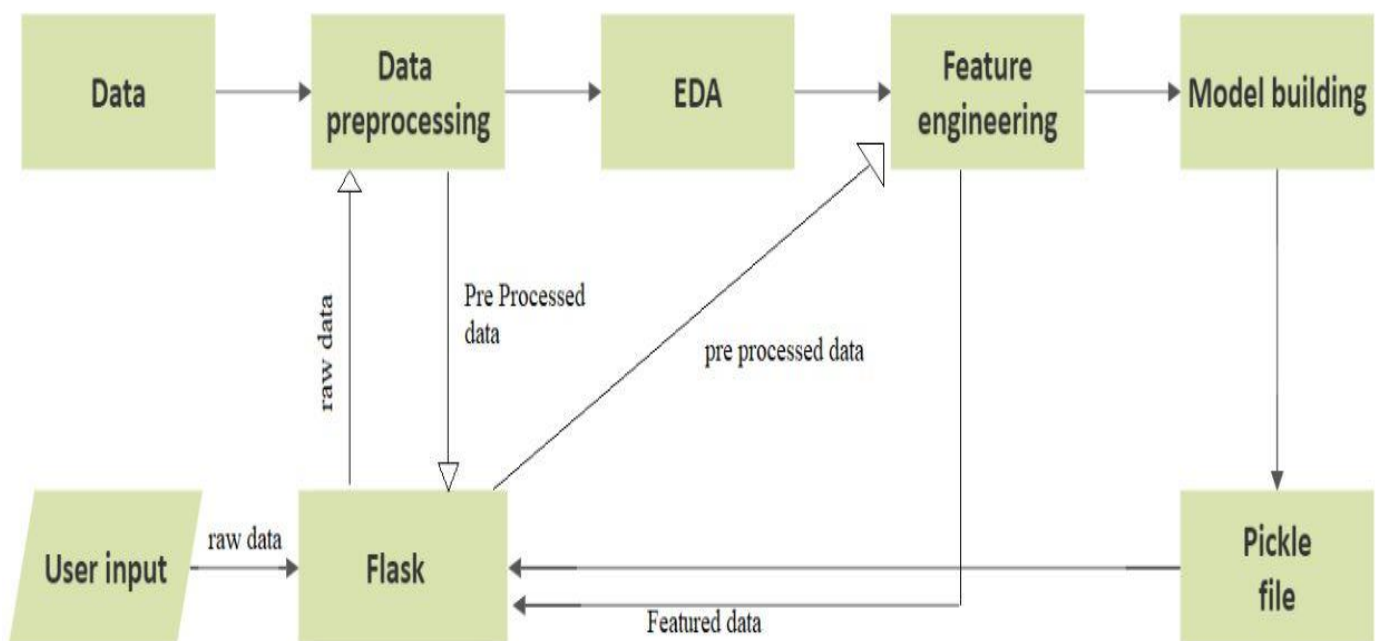 Data
Data
preprocessing
EDA
Feature
engineering
Model building
raw data
Pre Processed
data
pre processed data
User input
raw data
Flask
Pickle
file
Featured data